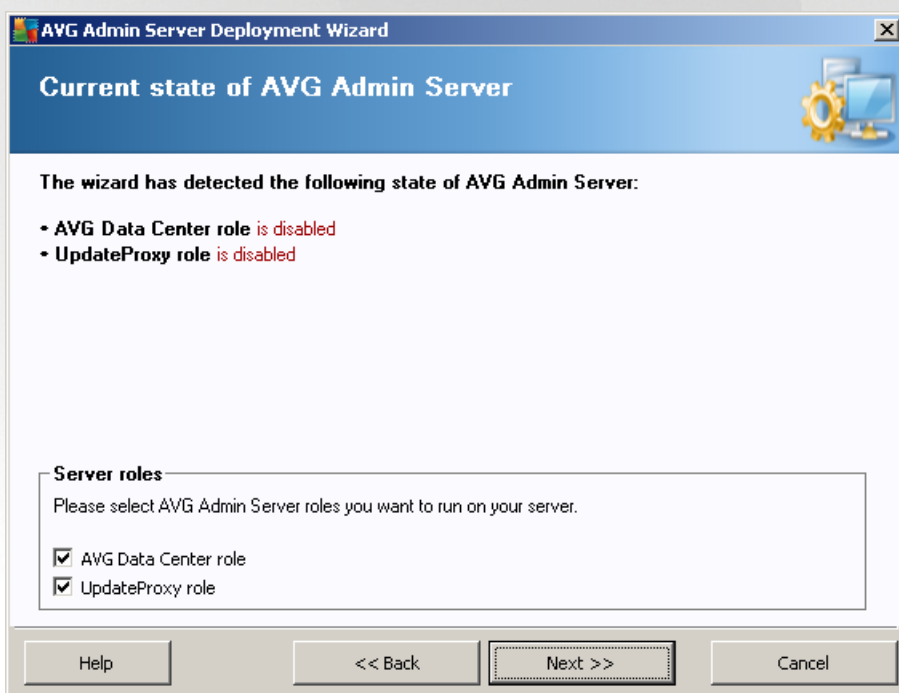 AVG Admin Server Deployment Wizard
Current state of AVG Admin Server
The wizard has detected the following state of AVG Admin Server:
• AVG Data Center role is disabled
• UpdateProxy role is disabled
Server roles
Please select AVG Admin Server roles you want to run on your server.
AVG Data Center role
UpdateProxy role
Help
<< Back
Next >>
Cancel